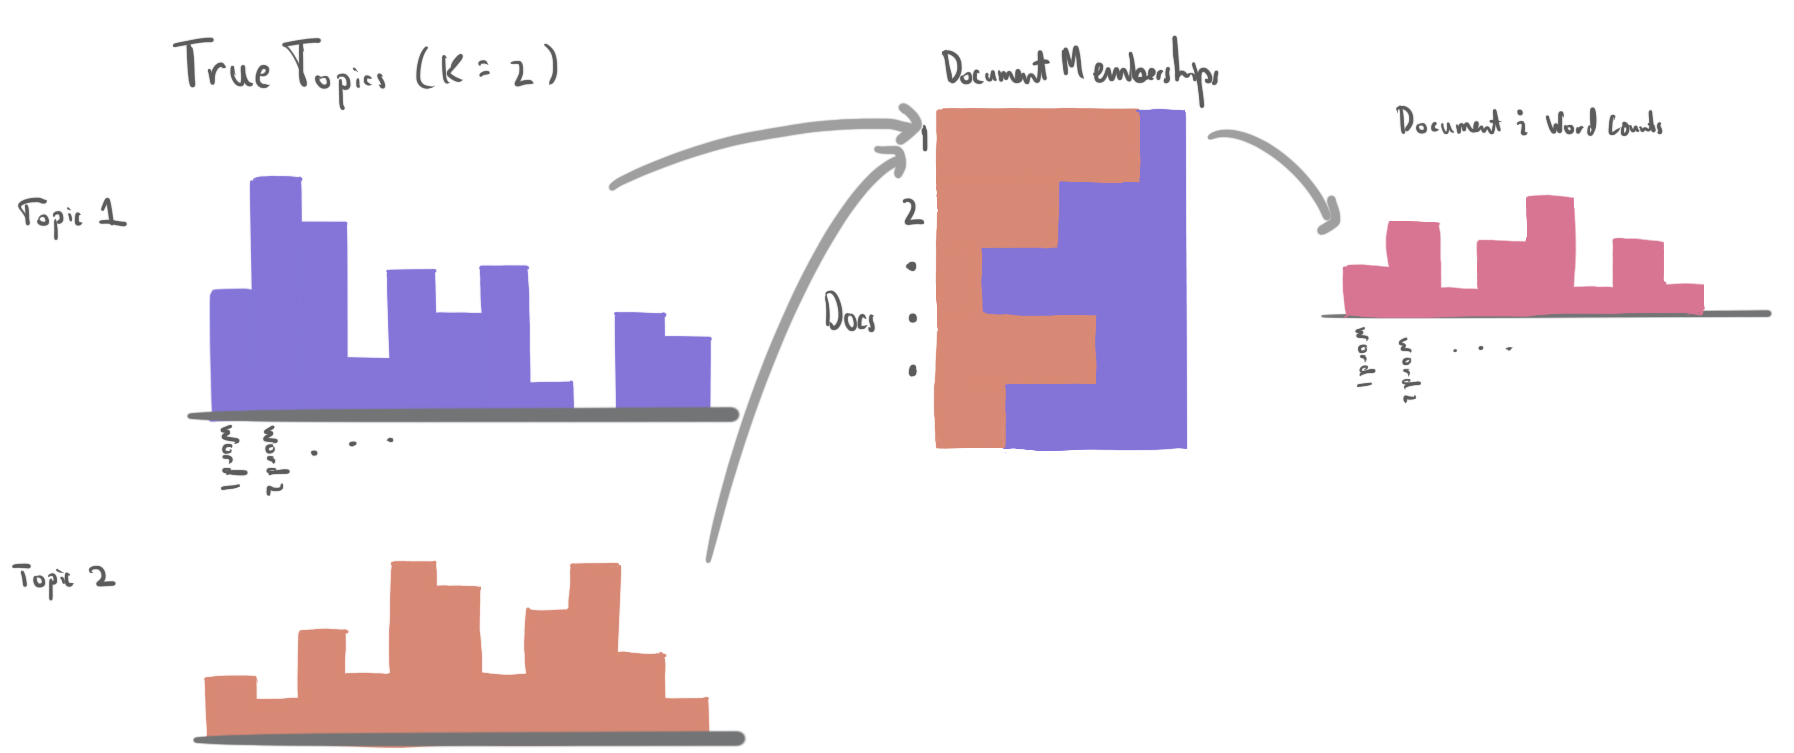 True Topics (K = 2)
Topic 1
word 1
word 2
. . .
Topic 2
Document Memberships
1
2
.
.
.
Docs
Document i Word Counts
word 1
word 2
. . .